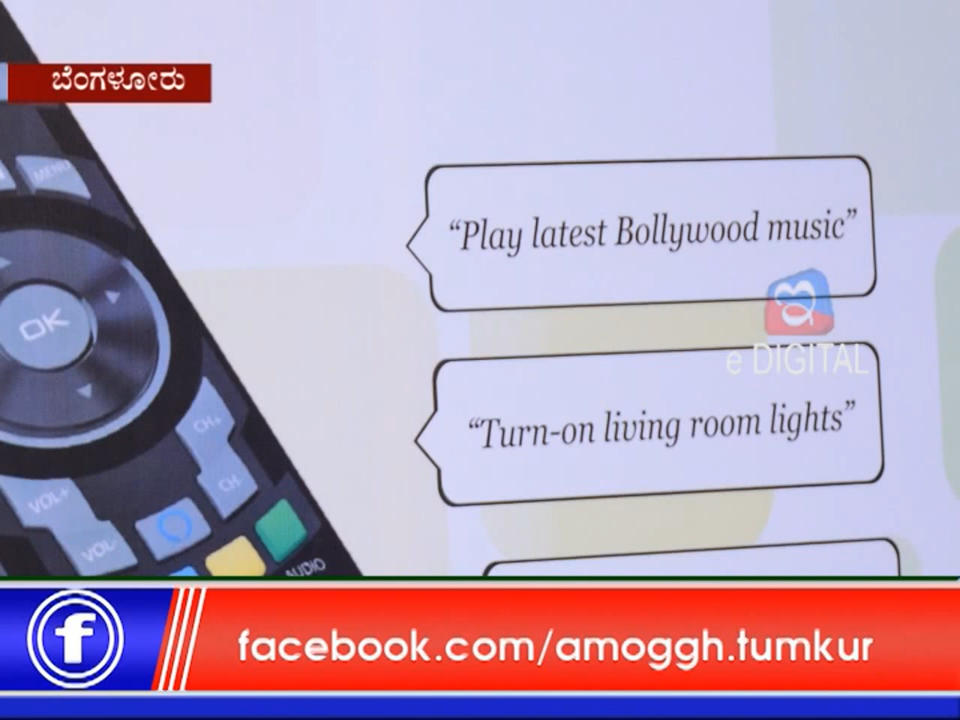 ಬೆಂಗಳೂರು
MENU
“Play latest Bollywood music”
OK
e DIGITAL
“Turn-on living room lights”
CH+
CH-
VOL+
VOL-
AUDIO
f facebook.com/amoggh.tumkur